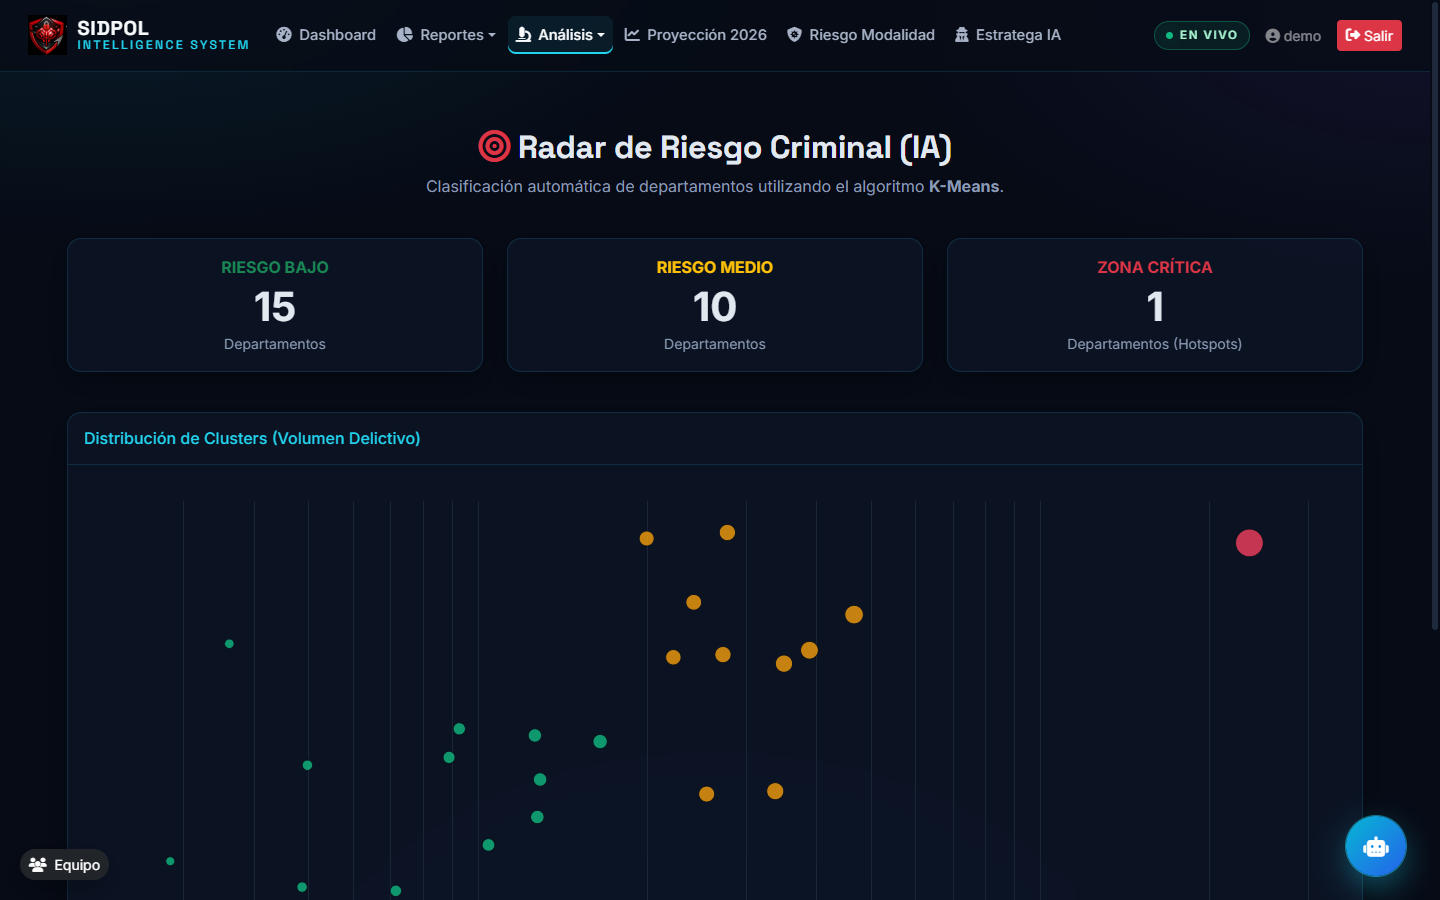 SIDPOL
INTELLIGENCE SYSTEM
Dashboard
Reportes
Análisis
Proyección 2026
Riesgo Modalidad
Estratega IA
EN VIVO
demo
Salir
Radar de Riesgo Criminal (IA)
Clasificación automática de departamentos utilizando el algoritmo K-Means.
RIESGO BAJO
15
Departamentos
RIESGO MEDIO
10
Departamentos
ZONA CRÍTICA
1
Departamentos (Hotspots)
Distribución de Clusters (Volumen Delictivo)
Equipo